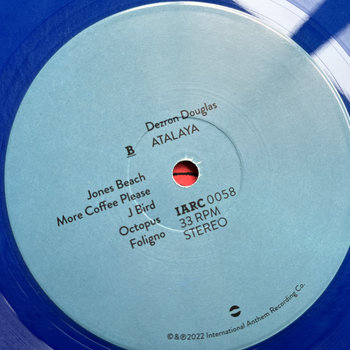 Dezron Douglas
B
ATALAYA
Jones Beach
More Coffee Please
J Bird
Octopus
Foligno
IARC 0058
33 RPM
STEREO
©&℗2022 International Anthem Recording Co.